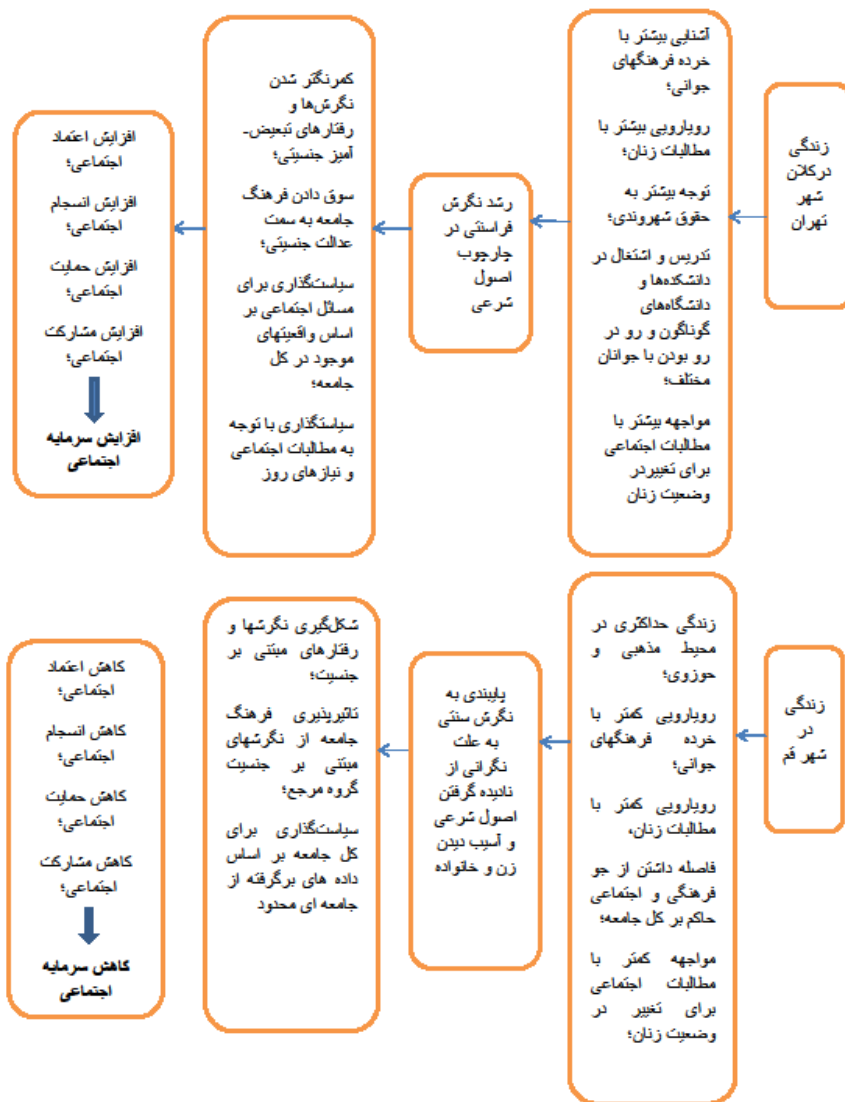 زندگی
درکلان
شهر
تهران
آشنایی بیشتر با
خرده فرهنگهای
جوانی؛
رویارویی بیشتر با
مطالبات زنان؛
توجه بیشتر به
حقوق شهروندی؛
تدریس و اشتغال در
دانشکده‌ها و
دانشگاه‌های
گوناگون و رو در
رو بودن با جوانان
مختلف؛
مواجهه بیشتر با
مطالبات اجتماعی
برای تغییردر
وضعیت زنان
رشد نگرش
فراسنتی در
چارچوب
اصول
شرعی
کمرنگتر شدن
نگرش‌ها و
رفتارهای تبعیض-
آمیز جنسیتی؛
سوق دادن فرهنگ
جامعه به سمت
عدالت جنسیتی؛
سیاست‌گذاری برای
مسائل اجتماعی بر
اساس واقعیتهای
موجود در کل
جامعه؛
سیاستگذاری با توجه
به مطالبات اجتماعی
و نیازهای روز
افزایش اعتماد
اجتماعی؛
افزایش انسجام
اجتماعی؛
افزایش حمایت
اجتماعی؛
افزایش مشارکت
اجتماعی؛
افزایش سرمایه
اجتماعی
زندگی
در
شهر قم
زندگی حداکثری در
محیط مذهبی و
حوزوی؛
رویارویی کمتر با
خرده فرهنگهای
جوانی؛
رویارویی کمتر با
مطالبات زنان،
فاصله داشتن از جو
فرهنگی و اجتماعی
حاکم بر کل جامعه؛
مواجهه کمتر با
مطالبات اجتماعی
برای تغییر در
وضعیت زنان؛
پایبندی به
نگرش سنتی
به علت
نگرانی از
نادیده گرفتن
اصول شرعی
و آسیب دیدن
زن و خانواده
شکل‌گیری نگرشها و
رفتارهای مبتنی بر
جنسیت؛
تاثیرپذیری فرهنگ
جامعه از نگرشهای
مبتنی بر جنسیت
گروه مرجع؛
سیاست‌گذاری برای
کل جامعه بر اساس
داده های برگرفته از
جامعه ای محدود
کاهش اعتماد
اجتماعی؛
کاهش انسجام
اجتماعی؛
کاهش حمایت
اجتماعی؛
کاهش مشارکت
اجتماعی؛
کاهش سرمایه
اجتماعی